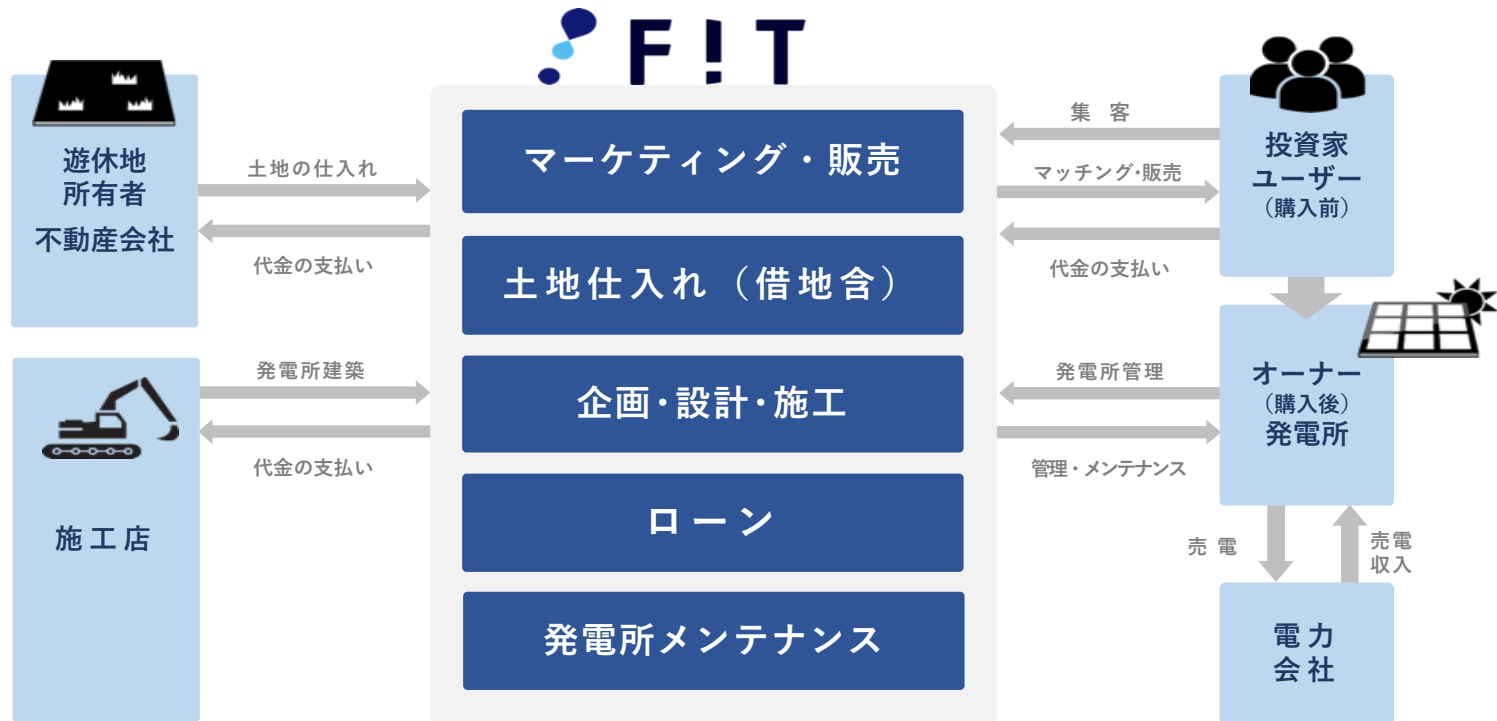 F!T
遊休地
所有者
不動産会社
土地の仕入れ
代金の支払い
施工店
発電所建築
代金の支払い
マーケティング・販売
土地仕入れ（借地含）
企画・設計・施工
ローン
発電所メンテナンス
集 客
マッチング・販売
代金の支払い
発電所管理
管理・メンテナンス
投資家
ユーザー
（購入前）
オーナー
（購入後）
発電所
売 電
売電
収入
電力
会社